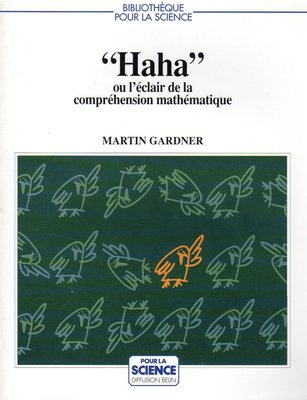 BIBLIOTHÈQUE
POUR LA SCIENCE
“Haha”
ou l’éclair de la
compréhension mathématique
MARTIN GARDNER
POUR LA
SCIENCE
DIFFUSION BELIN